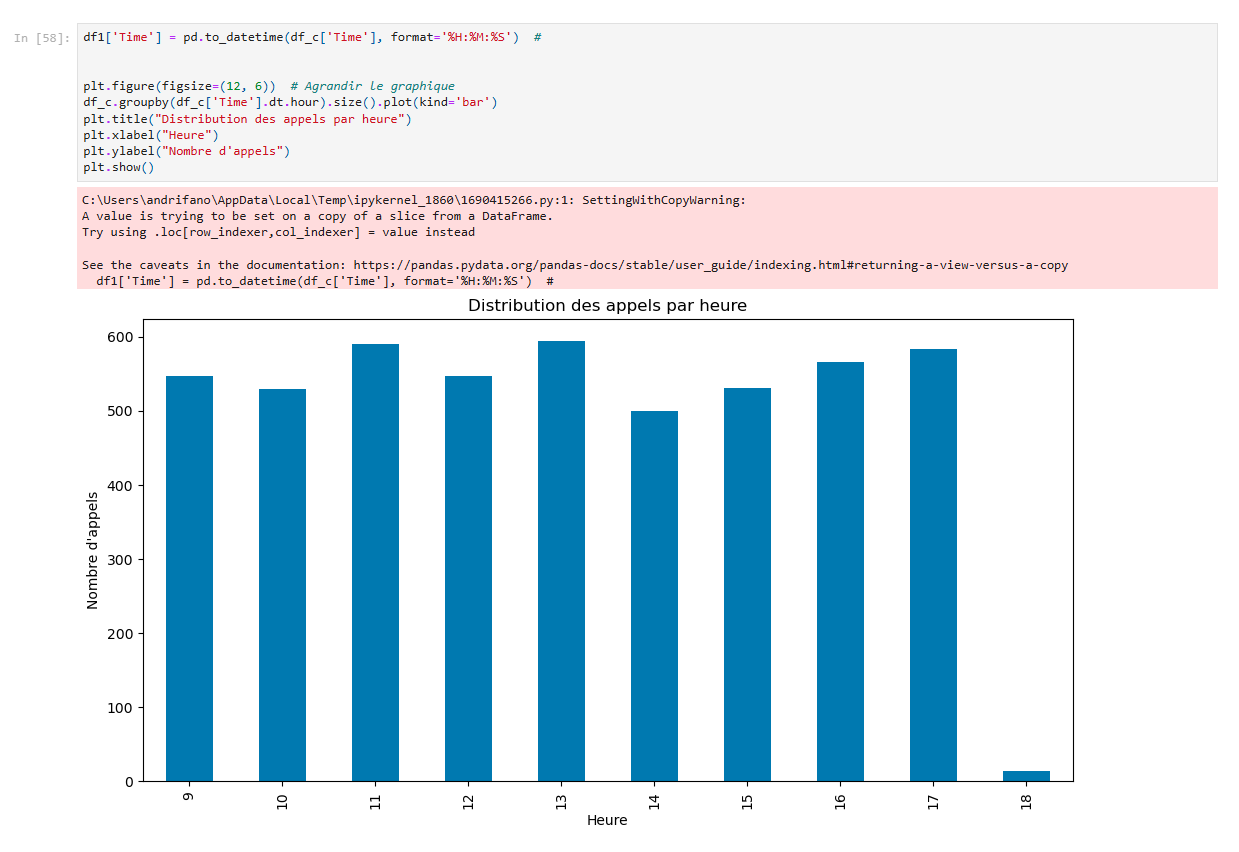 In [58]:
df1['Time'] = pd.to_datetime(df_c['Time'], format='%H:%M:%S')  #
plt.figure(figsize=(12, 6))  # Agrandir le graphique
df_c.groupby(df_c['Time'].dt.hour).size().plot(kind='bar')
plt.title("Distribution des appels par heure")
plt.xlabel("Heure")
plt.ylabel("Nombre d'appels")
plt.show()
C:\Users\andrifano\AppData\Local\Temp\ipykernel_1860\1690415266.py:1: SettingWithCopyWarning:
A value is trying to be set on a copy of a slice from a DataFrame.
Try using .loc[row_indexer,col_indexer] = value instead
See the caveats in the documentation: https://pandas.pydata.org/pandas-docs/stable/user_guide/indexing.html#returning-a-view-versus-a-copy
df1['Time'] = pd.to_datetime(df_c['Time'], format='%H:%M:%S')  #
Distribution des appels par heure
600
500
400
300
200
100
0
Nombre d'appels
9 10 11 12 13 14 15 16 17 18
Heure